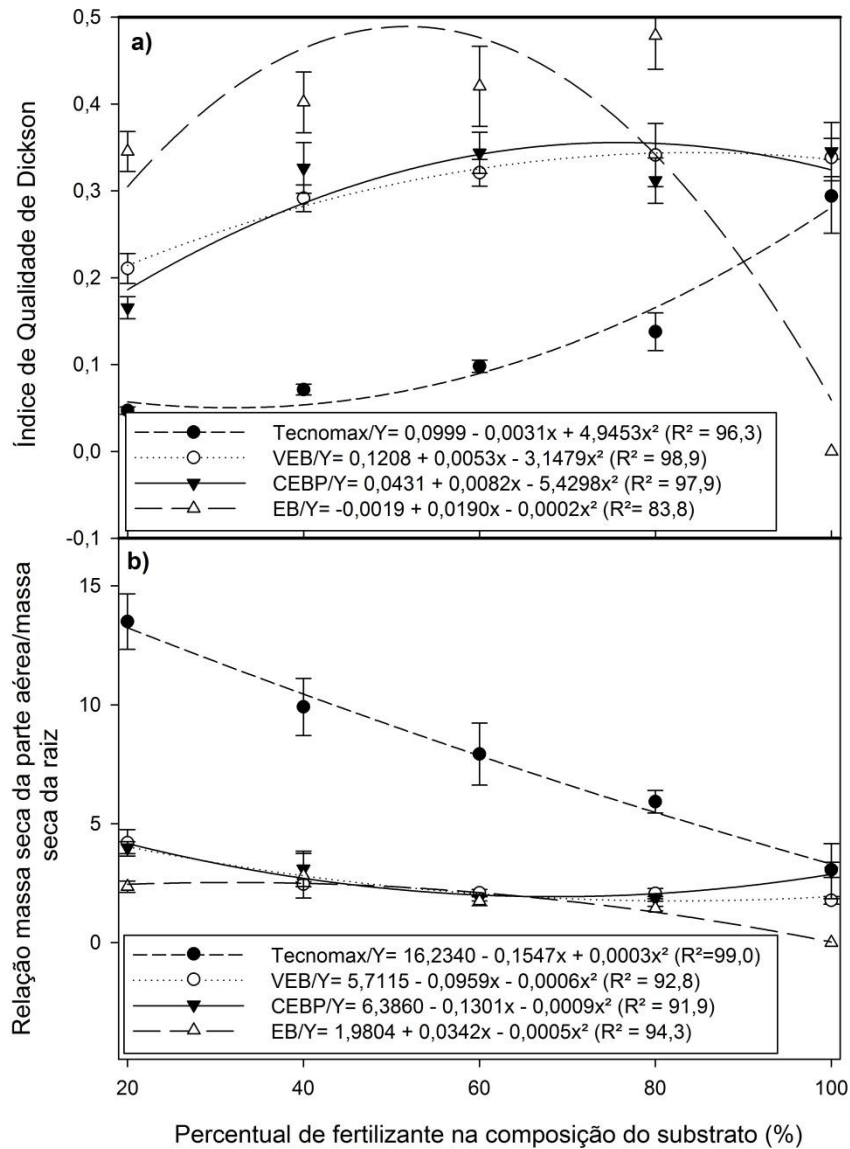 a)
Índice de Qualidade de Dickson
0,5
0,4
0,3
0,2
0,1
0,0
-0,1
Tecnomax/Y= 0,0999 - 0,0031x + 4,9453x² (R² = 96,3)
VEB/Y= 0,1208 + 0,0053x - 3,1479x² (R² = 98,9)
CEBP/Y= 0,0431 + 0,0082x - 5,4298x² (R² = 97,9)
EB/Y= -0,0019 + 0,0190x - 0,0002x² (R²= 83,8)
b)
Relação massa seca da parte aérea/massa
seca da raiz
15
10
5
0
Tecnomax/Y= 16,2340 - 0,1547x + 0,0003x² (R²=99,0)
VEB/Y= 5,7115 - 0,0959x - 0,0006x² (R² = 92,8)
CEBP/Y= 6,3860 - 0,1301x - 0,0009x² (R² = 91,9)
EB/Y= 1,9804 + 0,0342x - 0,0005x² (R² = 94,3)
20 40 60 80 100
Percentual de fertilizante na composição do substrato (%)